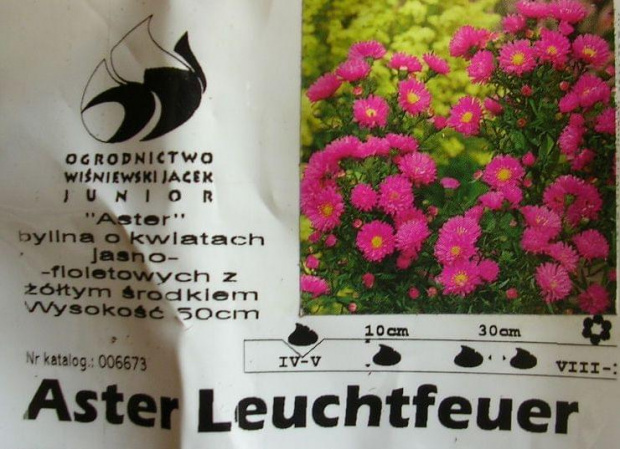 OGRODNICTWO
WIŚNIEWSKI JACEK
JUNIOR
"Aster"
bylina o kwiatach
jasno-
-fioletowych z
żółtym środkiem
Wysokość 50cm
10cm 30cm
IV-V VIII-
Nr katalog.: 006673
Aster Leuchtfeuer